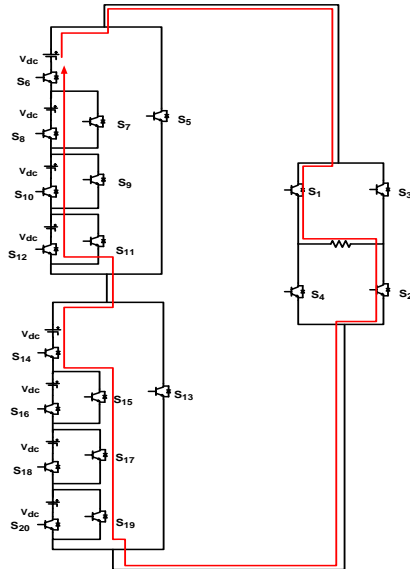 Vdc
S6
Vdc
S7
S5
S8
Vdc
S9
S10
Vdc
S11
S12
S1
S3
S4
S2
Vdc
S14
Vdc
S15
S13
S16
Vdc
S17
S18
Vdc
S19
S20